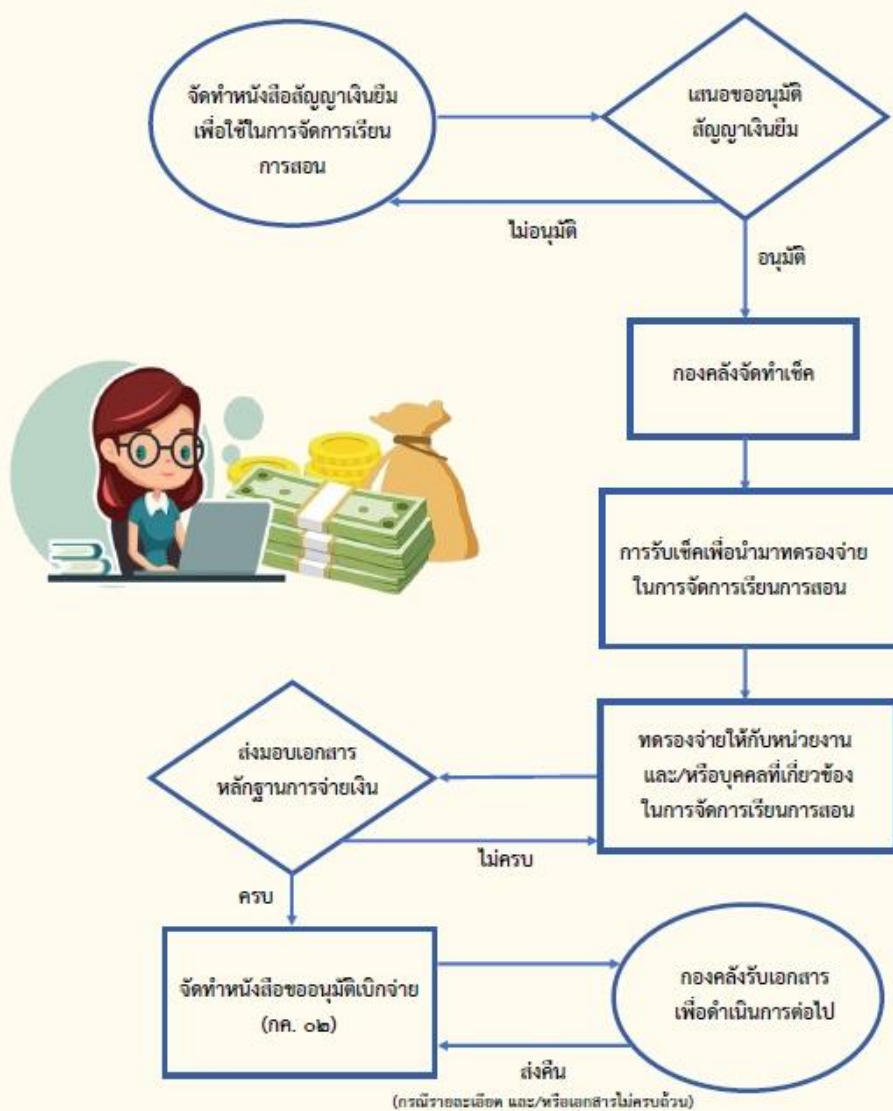 จัดทำหนังสือสัญญาเงินยืม
เพื่อใช้ในการจัดการเรียน
การสอน
เสนอขออนุมัติ
สัญญาเงินยืม
ไม่อนุมัติ
อนุมัติ
กองคลังจัดทำเช็ค
การรับเช็คเพื่อนำมาทดรองจ่าย
ในการจัดการเรียนการสอน
ทดรองจ่ายให้กับหน่วยงาน
และ/หรือบุคคลที่เกี่ยวข้อง
ในการจัดการเรียนการสอน
ส่งมอบเอกสาร
หลักฐานการจ่ายเงิน
ไม่ครบ
ครบ
จัดทำหนังสือขออนุมัติเบิกจ่าย
(กค. ๐๒)
กองคลังรับเอกสาร
เพื่อดำเนินการต่อไป
ส่งคืน
(กรณีรายละเอียด และ/หรือเอกสารไม่ครบถ้วน)